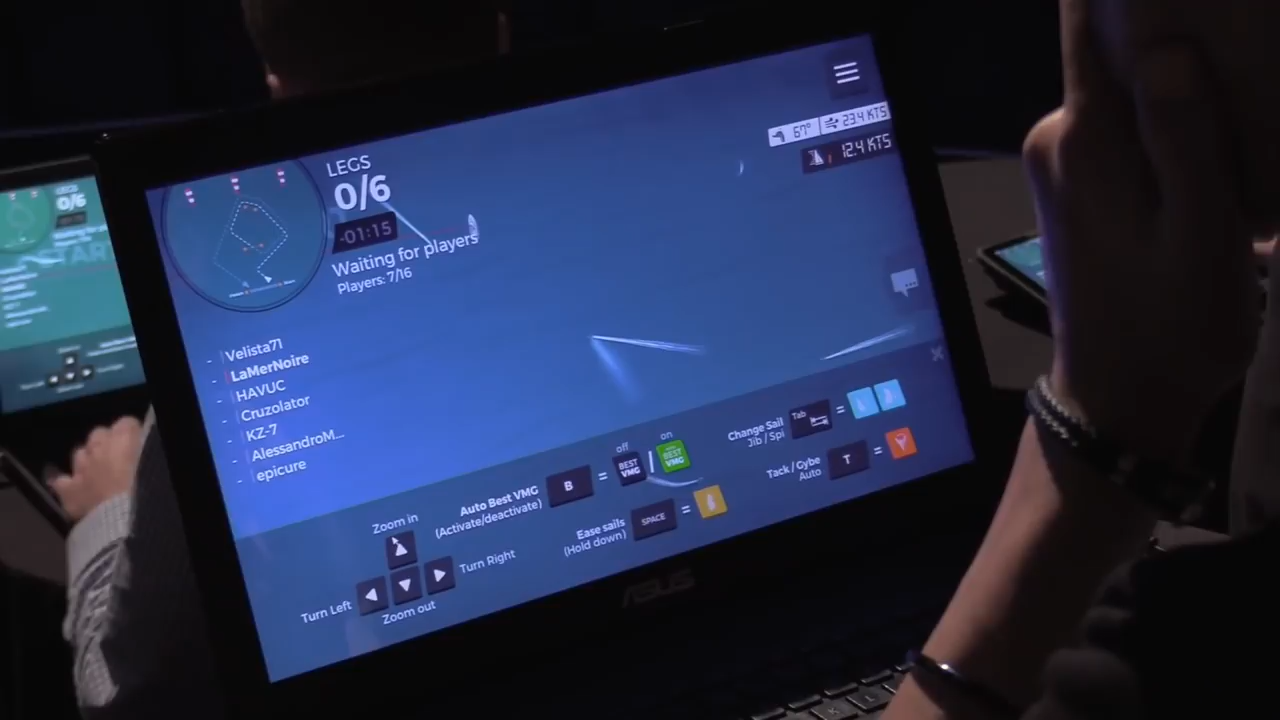 LEGS
0/6
-01:15
Waiting for players
Players: 7/16
67°
23.4 KTS
12.4 KTS
- Velista71
- LaMerNoire
- HAVUC
- Cruzolator
- KZ-7
- AlessandroM...
- epicure
Zoom in
Turn Left
Turn Right
Zoom out
Auto Best VMG
(Activate/deactivate)
B
=
off
BEST
VMG
/
on
BEST
VMG
Ease sails
(Hold down)
SPACE
=
Change Sail
Jib / Spi
Tab
=
Tack / Gybe
Auto
T
=
ASUS
LEGS
0/6
START